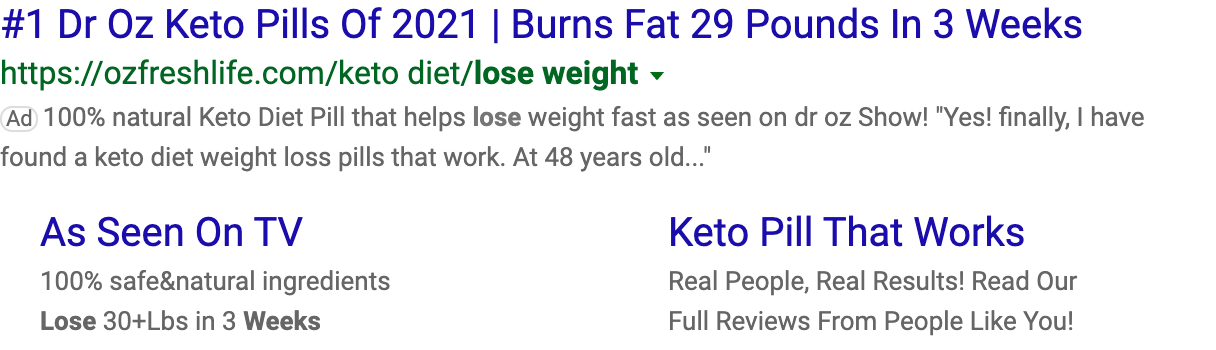 #1 Dr Oz Keto Pills Of 2021 | Burns Fat 29 Pounds In 3 Weeks
https://ozfreshlife.com/keto diet/lose weight
Ad 100% natural Keto Diet Pill that helps lose weight fast as seen on dr oz Show! "Yes! finally, I have
found a keto diet weight loss pills that work. At 48 years old..."
As Seen On TV
100% safe&natural ingredients
Lose 30+Lbs in 3 Weeks
Keto Pill That Works
Real People, Real Results! Read Our
Full Reviews From People Like You!